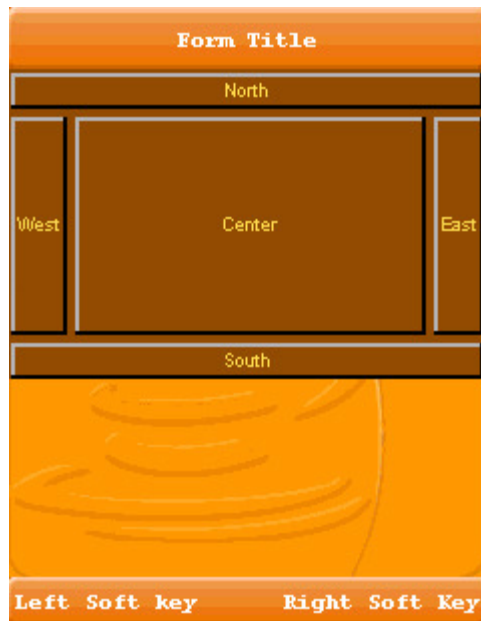 Form Title
North
West Center East
South
Left Soft key Right Soft Key